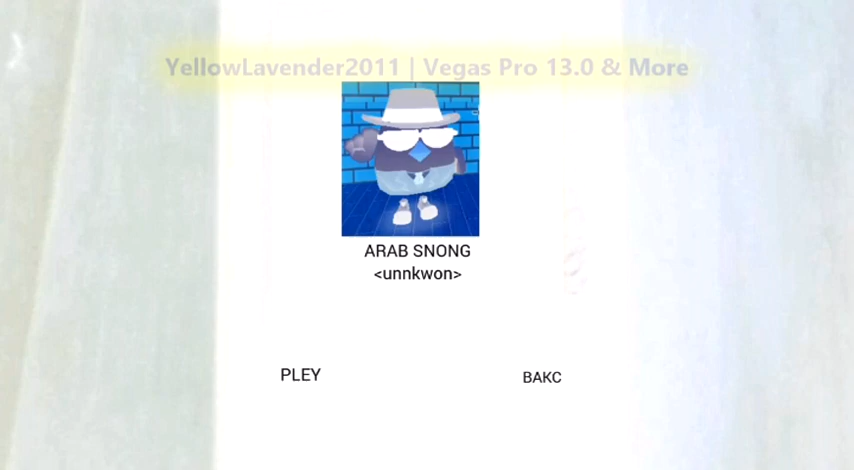 YellowLavender2011 | Vegas Pro 13.0 & More
ARAB SNONG
<unnkwon>
PLEY
BAKC